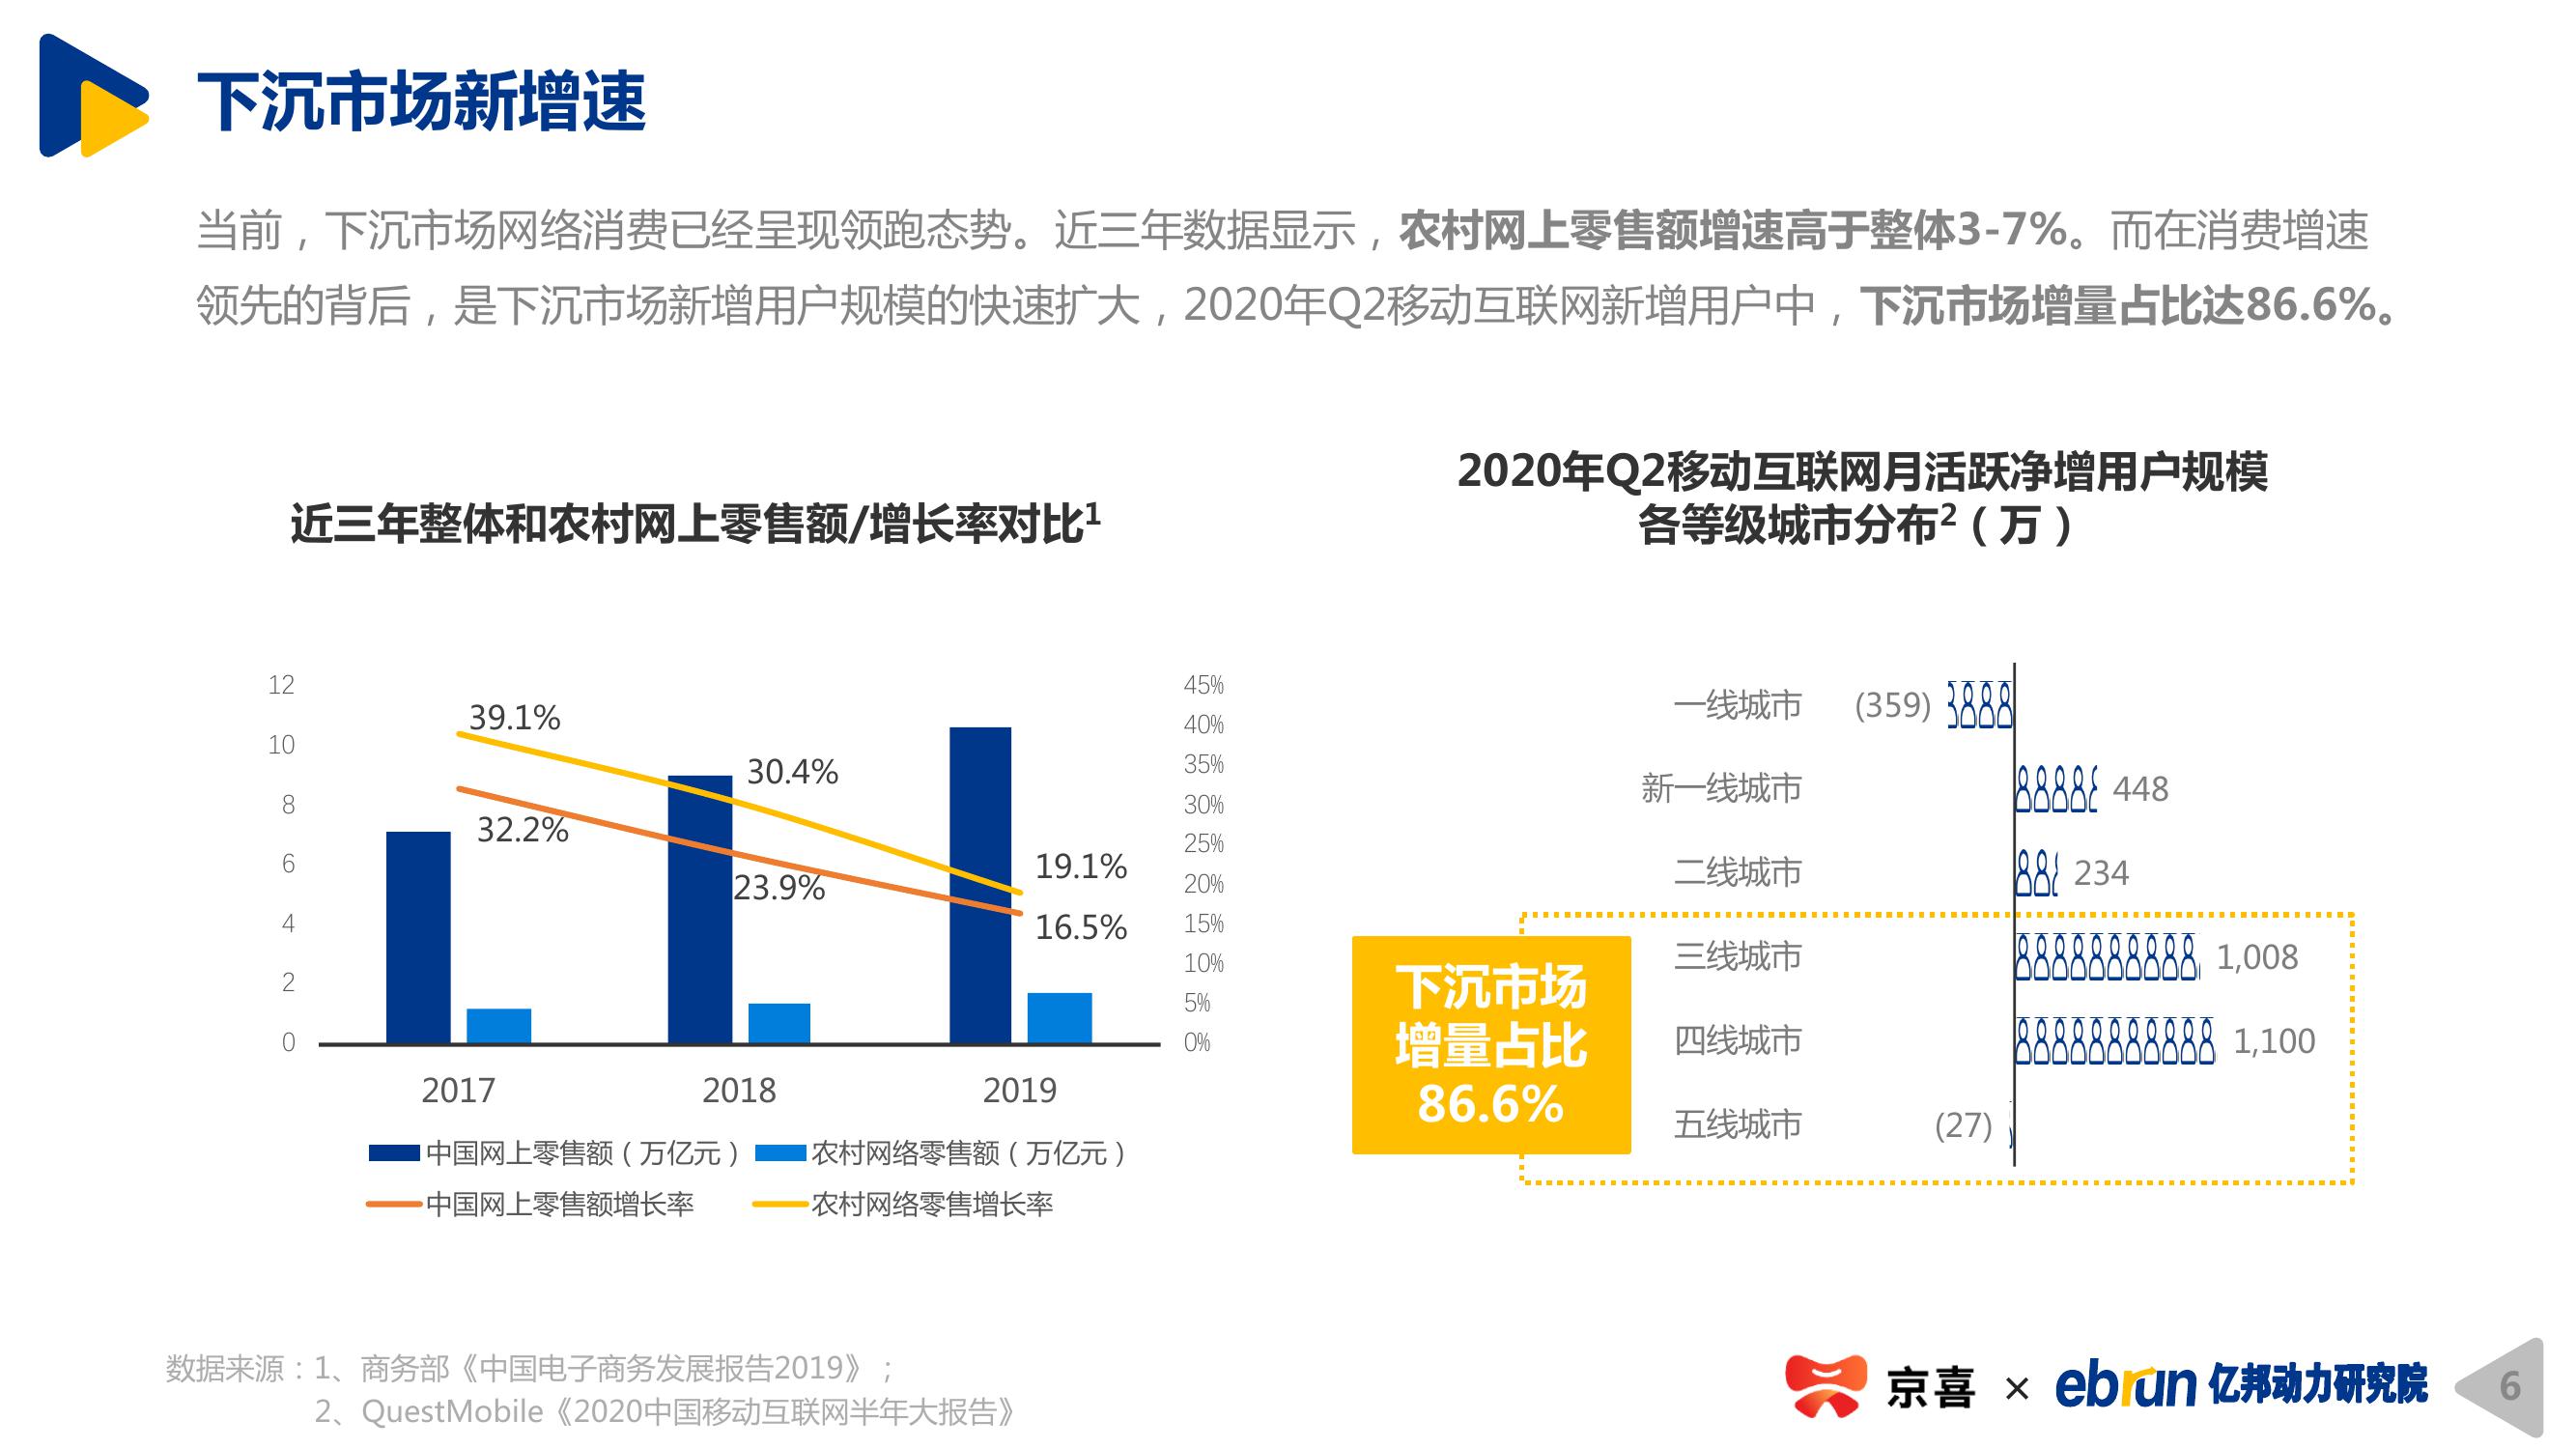 下沉市场新增速
当前，下沉市场网络消费已经呈现领跑态势。近三年数据显示，农村网上零售额增速高于整体3-7%。而在消费增速
领先的背后，是下沉市场新增用户规模的快速扩大，2020年Q2移动互联网新增用户中，下沉市场增量占比达86.6%。
近三年整体和农村网上零售额/增长率对比1
12
10
8
6
4
2
0
45%
40%
35%
30%
25%
20%
15%
10%
5%
0%
39.1%
30.4%
19.1%
32.2%
23.9%
16.5%
2017
2018
2019
中国网上零售额（万亿元）
农村网络零售额（万亿元）
中国网上零售额增长率
农村网络零售增长率
2020年Q2移动互联网月活跃净增用户规模
各等级城市分布2（万）
一线城市 (359)
新一线城市 448
二线城市 234
三线城市 1,008
四线城市 1,100
五线城市 (27)
下沉市场
增量占比
86.6%
数据来源：1、商务部《中国电子商务发展报告2019》；
2、QuestMobile《2020中国移动互联网半年大报告》
京喜 × ebrun 亿邦动力研究院
6